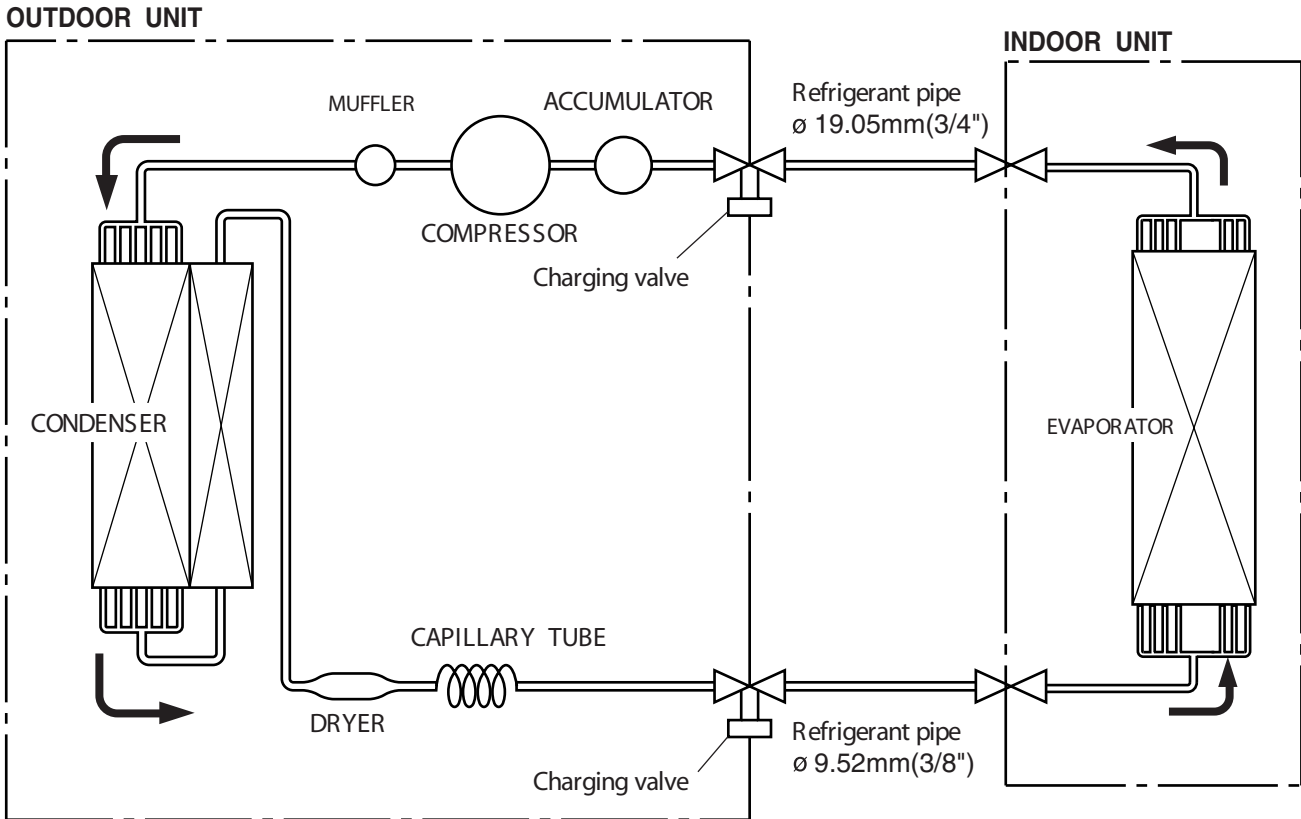 OUTDOOR UNIT
INDOOR UNIT
MUFFLER
ACCUMULATOR
Refrigerant pipe
ø 19.05mm(3/4")
COMPRESSOR
Charging valve
CONDENSER
EVAPORATOR
CAPILLARY TUBE
DRYER
Refrigerant pipe
ø 9.52mm(3/8")
Charging valve